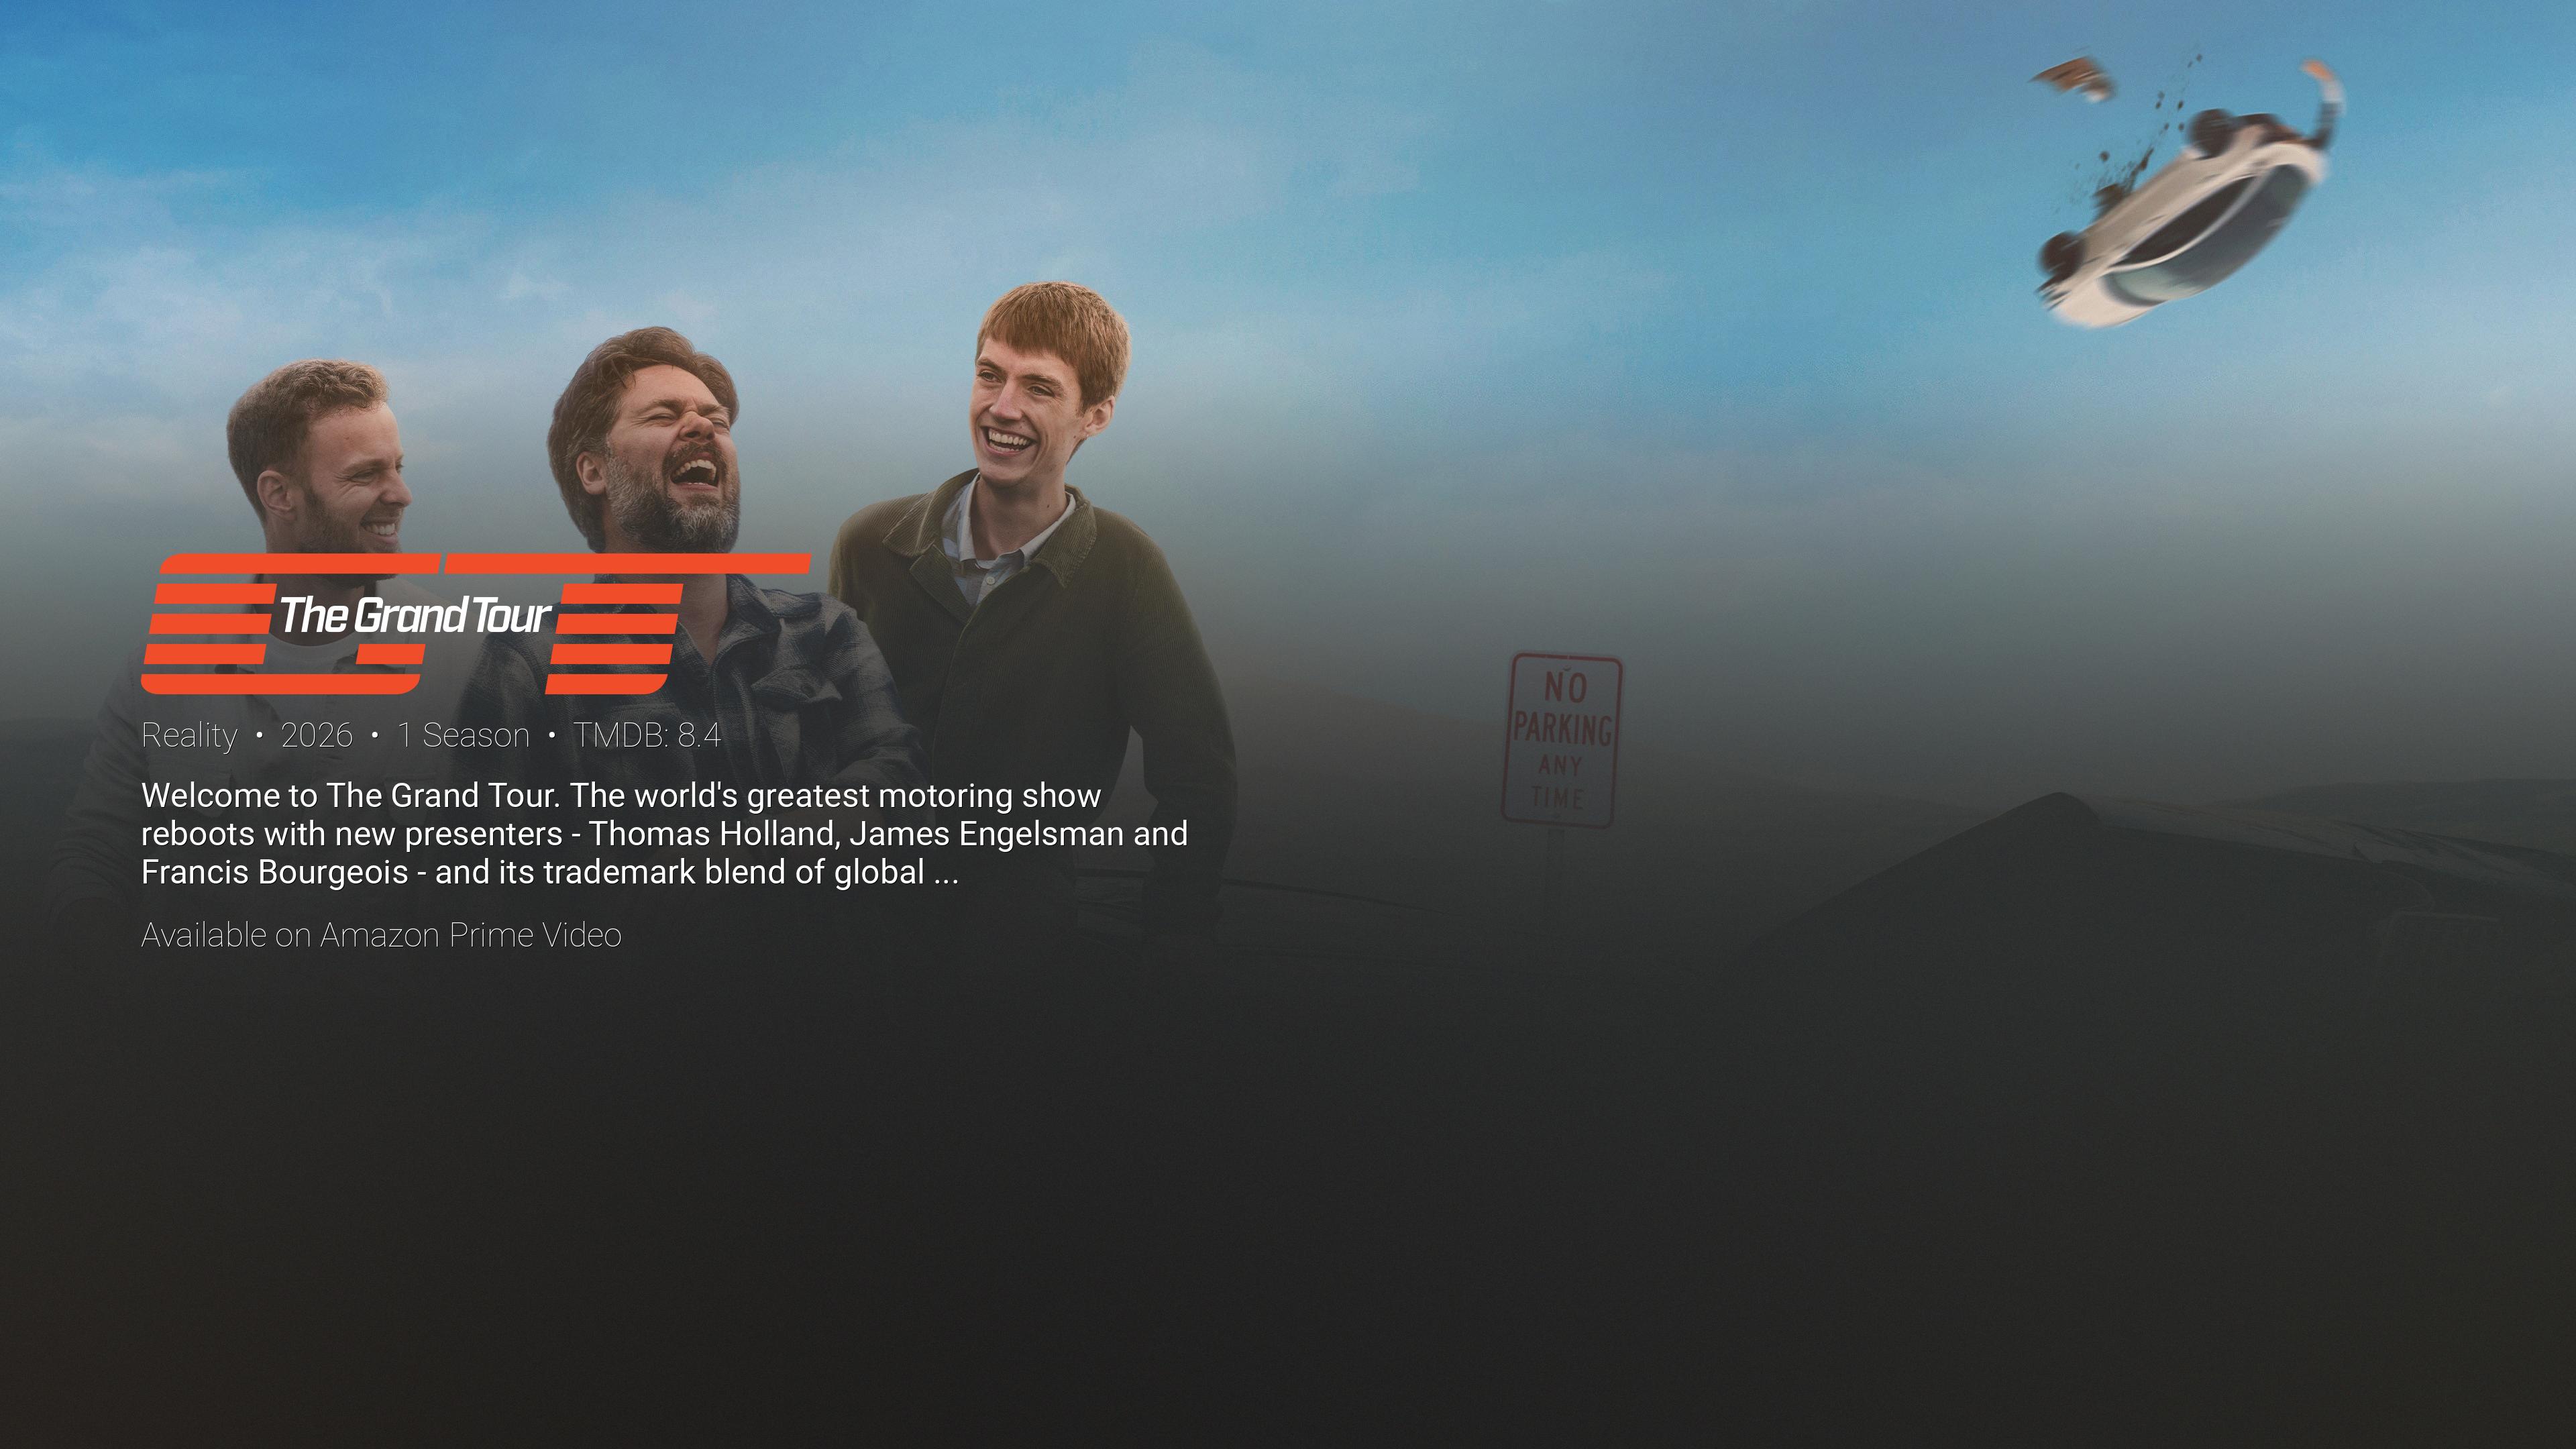 The Grand Tour
Reality • 2026 • 1 Season • TMDB: 8.4
Welcome to The Grand Tour. The world's greatest motoring show
reboots with new presenters - Thomas Holland, James Engelsman and
Francis Bourgeois - and its trademark blend of global ...
Available on Amazon Prime Video
NO
PARKING
ANY
TIME